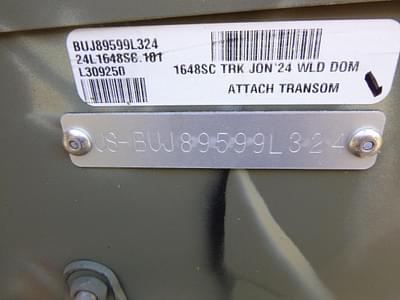 BUJ89599L324
24L1648SC.101
L309250
1648SC TRK JON'24 WLD DOM
ATTACH TRANSOM
US-BUJ89599L324